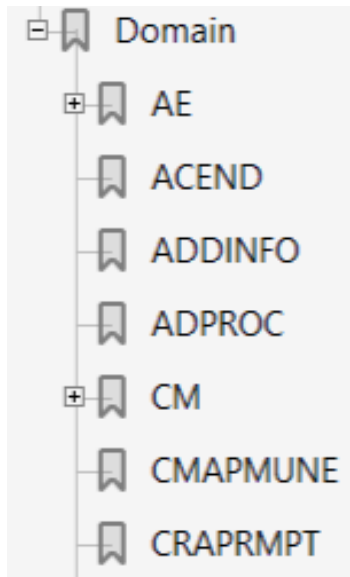 Domain
AE
ACEND
ADDINFO
ADPROC
CM
CMAPMUNE
CRAPRMPT